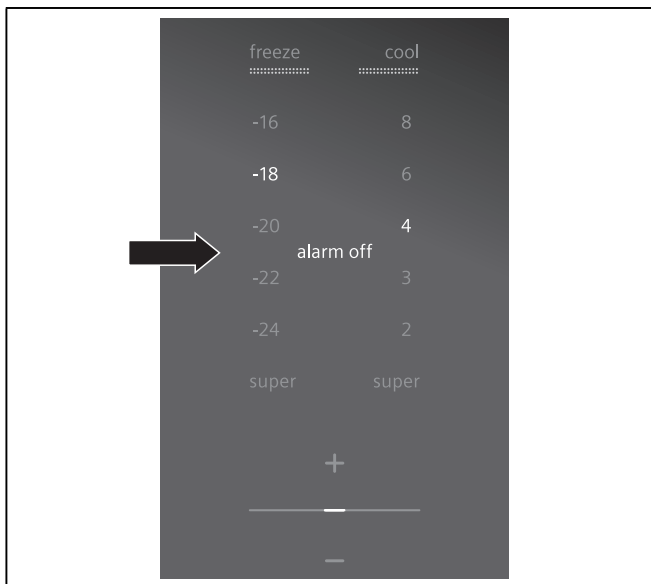 freeze cool
-16 8
-18 6
-20 4
alarm off
-22 3
-24 2
super super
+
−